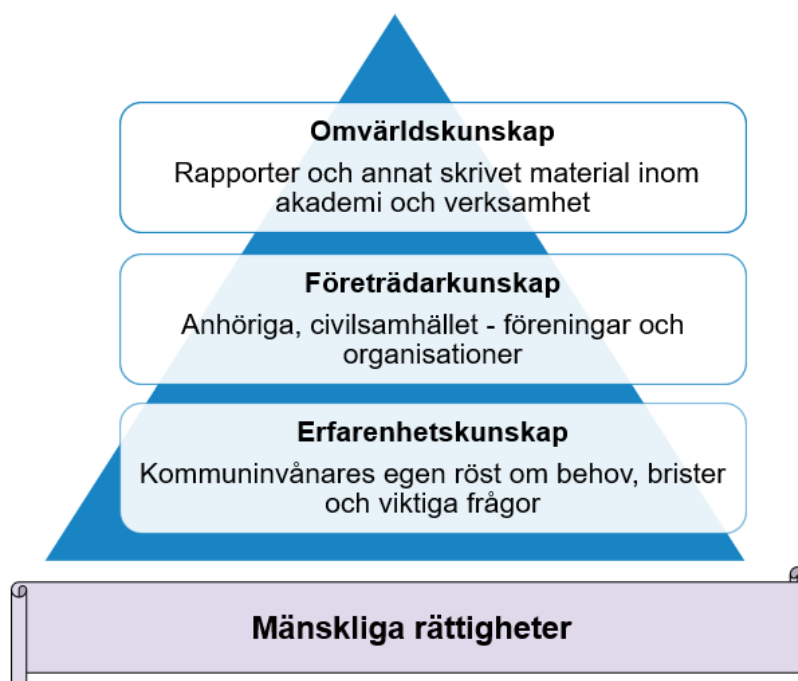 Omvärldskunskap
Rapporter och annat skrivet material inom
akademi och verksamhet
Företrädarkunskap
Anhöriga, civilsamhället - föreningar och
organisationer
Erfarenhetskunskap
Kommuninvånares egen röst om behov, brister
och viktiga frågor
Mänskliga rättigheter